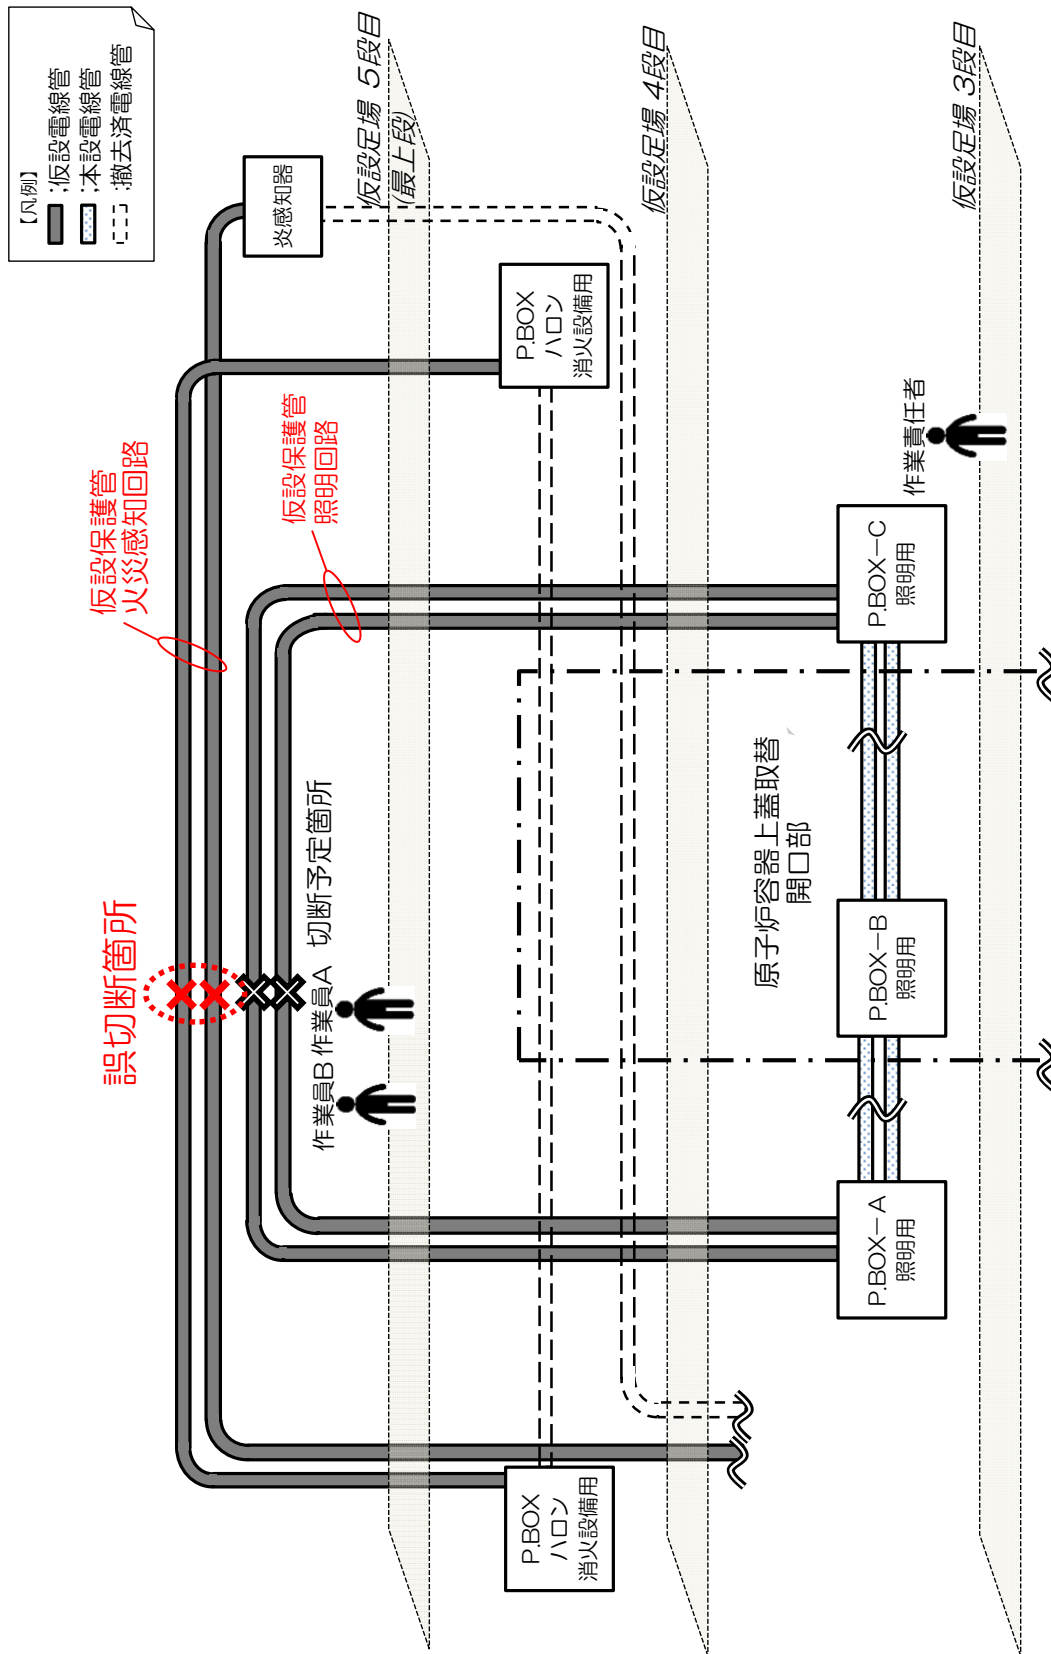 【凡例】
;仮設電線管
;本設電線管
;撤去済電線管
仮設保護管
火災感知回路
炎感知器
仮設足場 5段目
(最上段)
仮設保護管
照明回路
P.BOX
ハロン
消火設備用
仮設足場 4段目
仮設足場 3段目
作業責任者
誤切断箇所
切断予定箇所
作業員A
作業員B
P.BOX－C
照明用
原子炉容器上蓋取替
開口部
P.BOX－B
照明用
P.BOX－A
照明用
P.BOX
ハロン
消火設備用